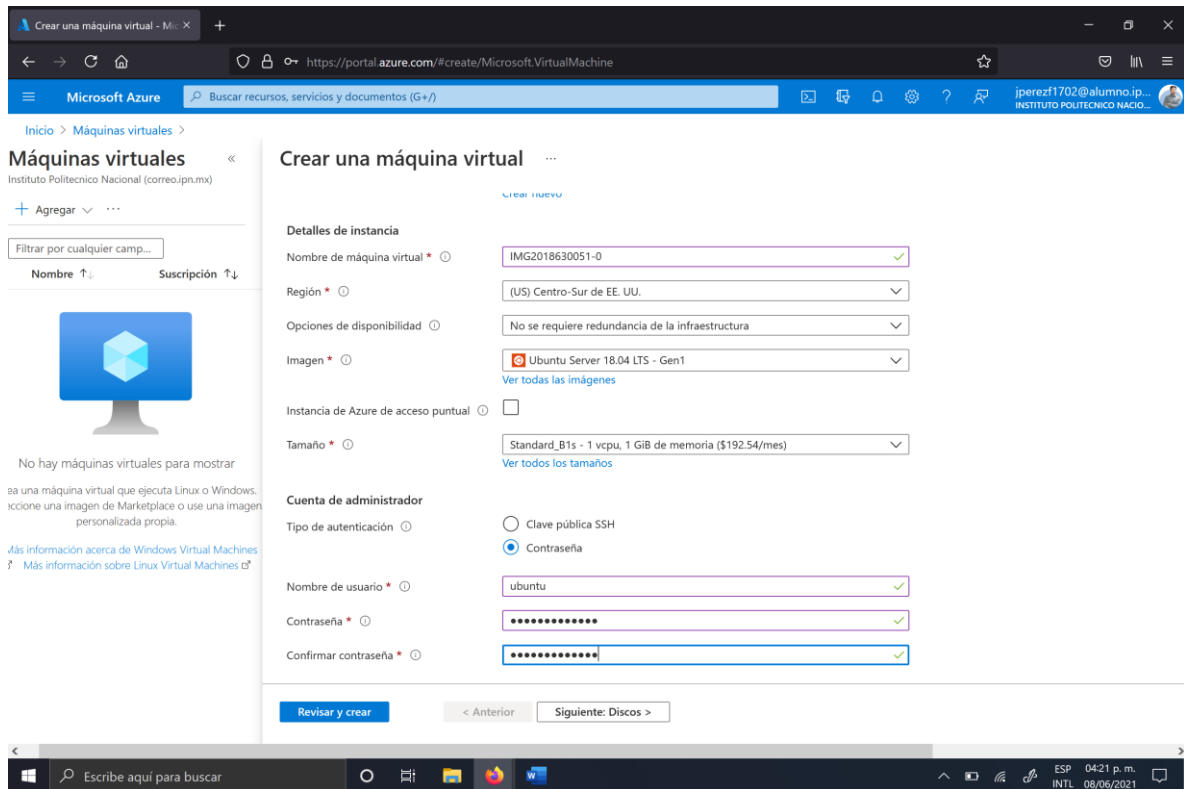 Crear una máquina virtual - Mic
https://portal.azure.com/#create/Microsoft.VirtualMachine
Microsoft Azure
Buscar recursos, servicios y documentos (G+/)
jperezf1702@alumno.ip...
INSTITUTO POLITECNICO NACIO...
Inicio > Máquinas virtuales >
Máquinas virtuales
Instituto Politecnico Nacional (correo.ipn.mx)
+ Agregar
Filtrar por cualquier camp...
Nombre ↑↓ Suscripción ↑↓
No hay máquinas virtuales para mostrar
ea una máquina virtual que ejecuta Linux o Windows.
eccione una imagen de Marketplace o use una imagen
personalizada propia.
Más información acerca de Windows Virtual Machines
Más información sobre Linux Virtual Machines
Crear una máquina virtual ...
Crear nuevo
Detalles de instancia
Nombre de máquina virtual * IMG2018630051-0
Región * (US) Centro-Sur de EE. UU.
Opciones de disponibilidad No se requiere redundancia de la infraestructura
Imagen * Ubuntu Server 18.04 LTS - Gen1
Ver todas las imágenes
Instancia de Azure de acceso puntual
Tamaño * Standard_B1s - 1 vcpu, 1 GiB de memoria ($192.54/mes)
Ver todos los tamaños
Cuenta de administrador
Tipo de autenticación Clave pública SSH
Contraseña
Nombre de usuario * ubuntu
Contraseña * •••••••••••••
Confirmar contraseña * •••••••••••••
Revisar y crear < Anterior Siguiente: Discos >
Escribe aquí para buscar
ESP 04:21 p. m.
INTL 08/06/2021